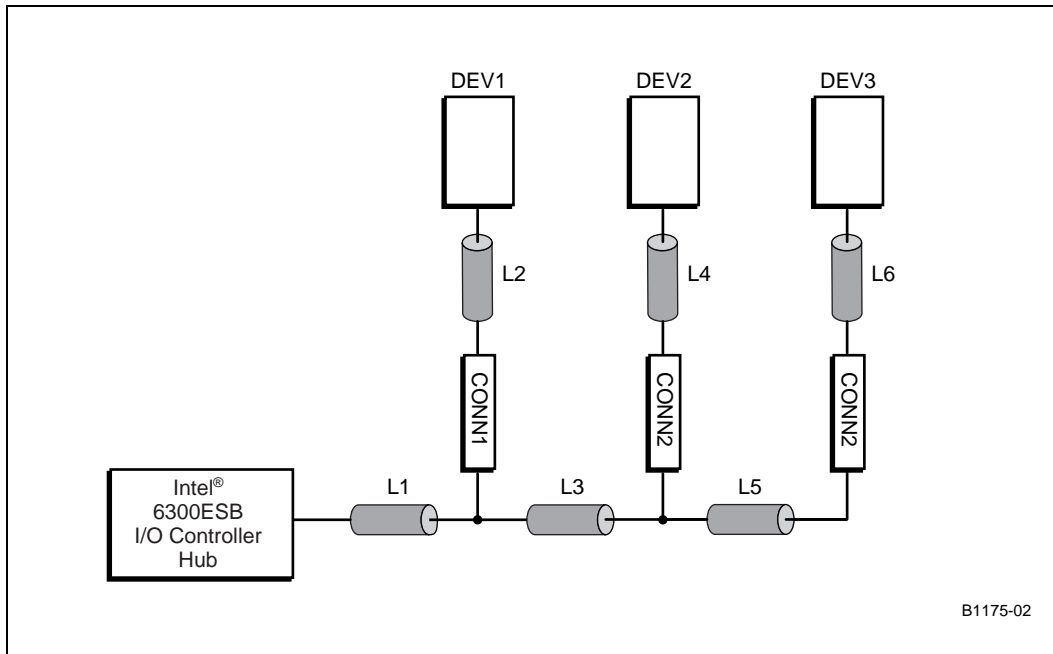 DEV1
DEV2
DEV3
L2
L4
L6
CONN1
CONN2
CONN2
Intel®
6300ESB
I/O Controller
Hub
L1
L3
L5
B1175-02